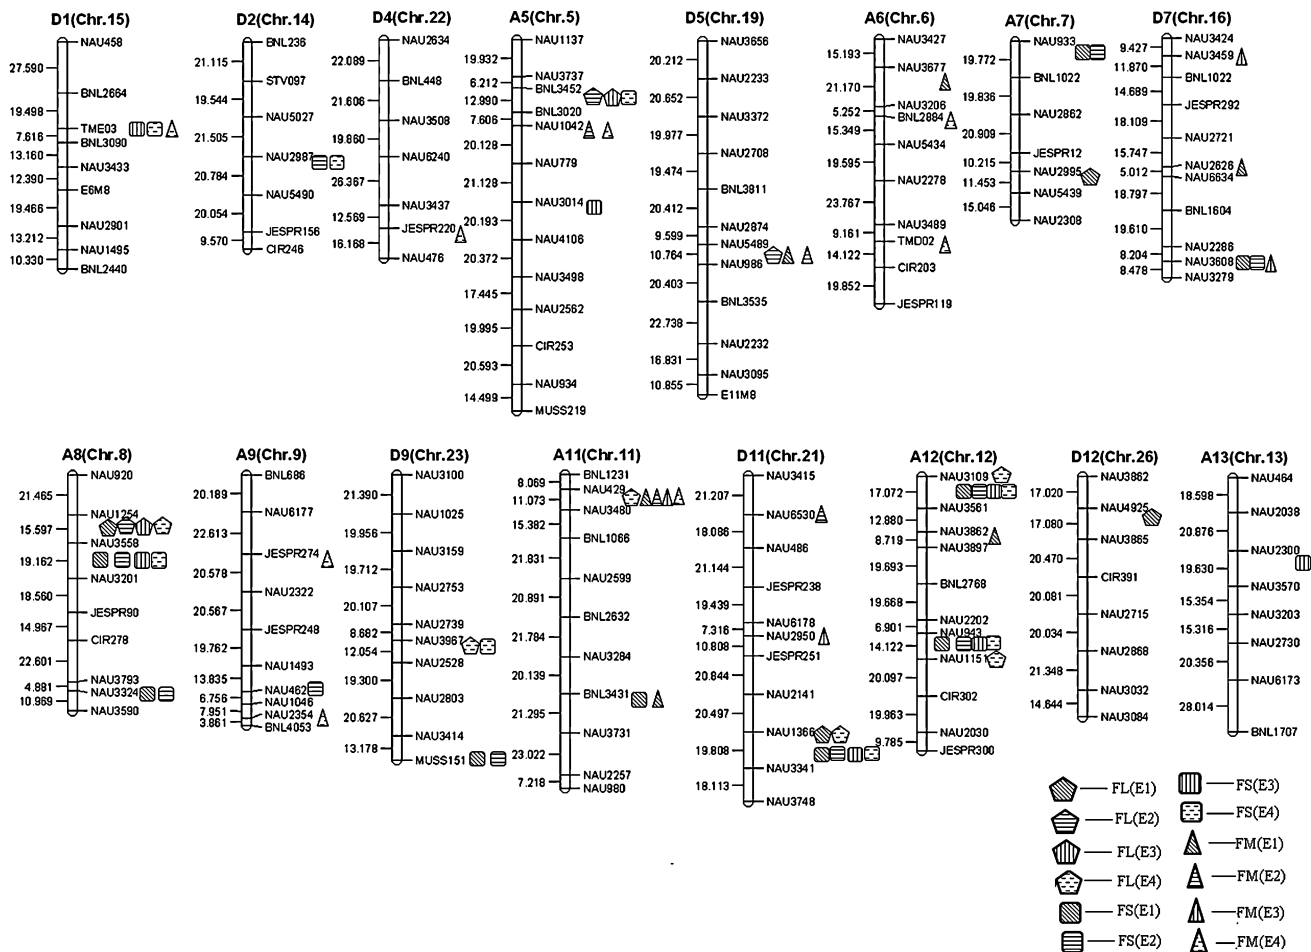 D1(Chr.15)
NAU458
27.590
BNL2664
19.498
TME03
7.616
BNL3090
13.160
NAU3433
12.390
E6M8
19.466
NAU2901
13.212
NAU1495
10.330
BNL2440
D2(Chr.14)
BNL236
21.115
STV097
19.544
NAU5027
21.505
NAU2987
20.784
NAU5490
20.054
JESPR156
9.570
CIR246
D4(Chr.22)
NAU2634
22.089
BNL448
21.606
NAU3508
19.860
NAU6240
26.367
NAU3437
12.569
JESPR220
16.168
NAU476
A5(Chr.5)
NAU1137
19.932
NAU3737
6.212
BNL3452
12.990
BNL3020
7.606
NAU1042
20.128
NAU779
21.128
NAU3014
20.193
NAU4106
20.372
NAU3498
17.445
NAU2562
19.995
CIR253
20.593
NAU934
14.499
MUSS219
D5(Chr.19)
NAU3656
20.212
NAU2233
20.652
NAU3372
19.977
NAU2708
19.474
BNL3811
20.412
NAU2874
9.599
NAU5489
10.764
NAU986
20.403
BNL3535
22.738
NAU2232
16.831
NAU3095
10.855
E11M8
A6(Chr.6)
NAU3427
15.193
NAU3677
21.170
NAU3206
5.252
BNL2884
15.349
NAU5434
19.595
NAU2278
23.767
NAU3489
9.161
TMD02
14.122
CIR203
19.852
JESPR119
A7(Chr.7)
NAU933
19.772
BNL1022
19.836
NAU2862
20.909
JESPR12
10.215
NAU2995
11.453
NAU5439
15.046
NAU2308
D7(Chr.16)
NAU3424
9.427
NAU3459
11.870
BNL1022
14.689
JESPR292
18.109
NAU2721
15.747
NAU2626
5.012
NAU6634
18.797
BNL1604
19.610
NAU2286
8.204
NAU3608
8.478
NAU3279
A8(Chr.8)
NAU920
21.465
NAU1254
15.597
NAU3558
19.162
NAU3201
18.560
JESPR90
14.967
CIR278
22.601
NAU3793
4.881
NAU3324
10.969
NAU3590
A9(Chr.9)
BNL686
20.189
NAU6177
22.613
JESPR274
20.578
NAU2322
20.567
JESPR248
19.762
NAU1493
13.835
NAU462
6.756
NAU1046
7.951
NAU2354
3.861
BNL4053
D9(Chr.23)
NAU3100
21.390
NAU1025
19.956
NAU3159
19.712
NAU2753
20.107
NAU2739
8.682
NAU3967
12.054
NAU2528
19.300
NAU2803
20.627
NAU3414
13.178
MUSS151
A11(Chr.11)
BNL1231
8.069
NAU429
11.073
NAU3480
15.382
BNL1066
21.831
NAU2599
20.891
BNL2632
21.784
NAU3284
20.139
BNL3431
21.295
NAU3731
23.022
NAU2257
7.218
NAU980
D11(Chr.21)
NAU3415
21.207
NAU6530
18.086
NAU486
21.144
JESPR238
19.439
NAU6178
7.316
NAU2950
10.808
JESPR251
20.844
NAU2141
20.497
NAU1366
19.808
NAU3341
18.113
NAU3748
A12(Chr.12)
NAU3109
17.072
NAU3561
12.880
NAU3862
8.719
NAU3897
19.693
BNL2768
19.668
NAU2202
6.901
NAU943
14.122
NAU1151
20.097
CIR302
19.963
NAU2030
9.785
JESPR300
D12(Chr.26)
NAU3862
17.020
NAU4925
17.080
NAU3865
20.470
CIR391
20.081
NAU2715
20.034
NAU2868
21.348
NAU3032
14.644
NAU3084
A13(Chr.13)
NAU464
18.598
NAU2038
20.876
NAU2300
19.630
NAU3570
15.354
NAU3203
15.316
NAU2730
20.356
NAU6173
28.014
BNL1707
FL(E1)
FL(E2)
FL(E3)
FL(E4)
FS(E1)
FS(E2)
FS(E3)
FS(E4)
FM(E1)
FM(E2)
FM(E3)
FM(E4)